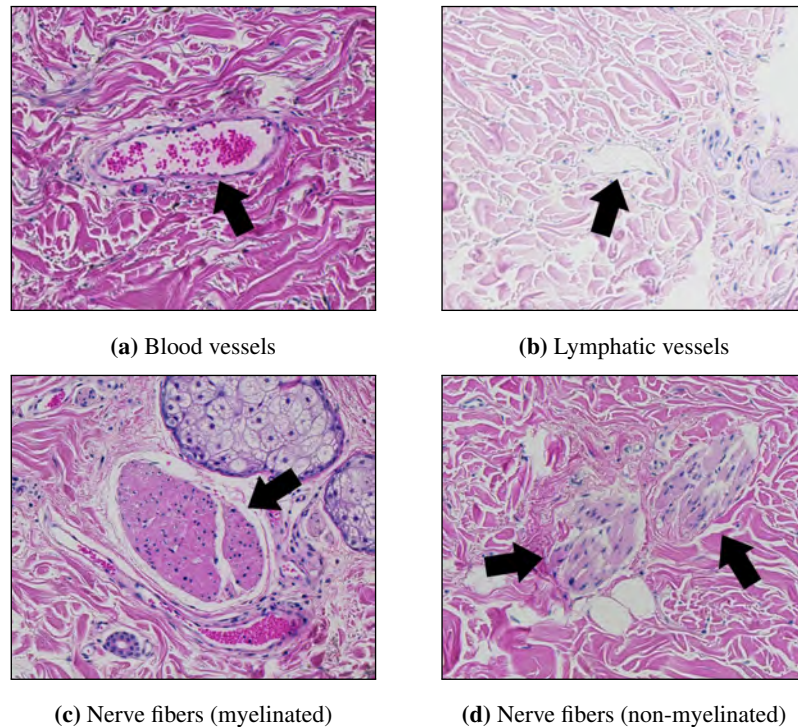 (a) Blood vessels
(b) Lymphatic vessels
(c) Nerve fibers (myelinated)
(d) Nerve fibers (non-myelinated)